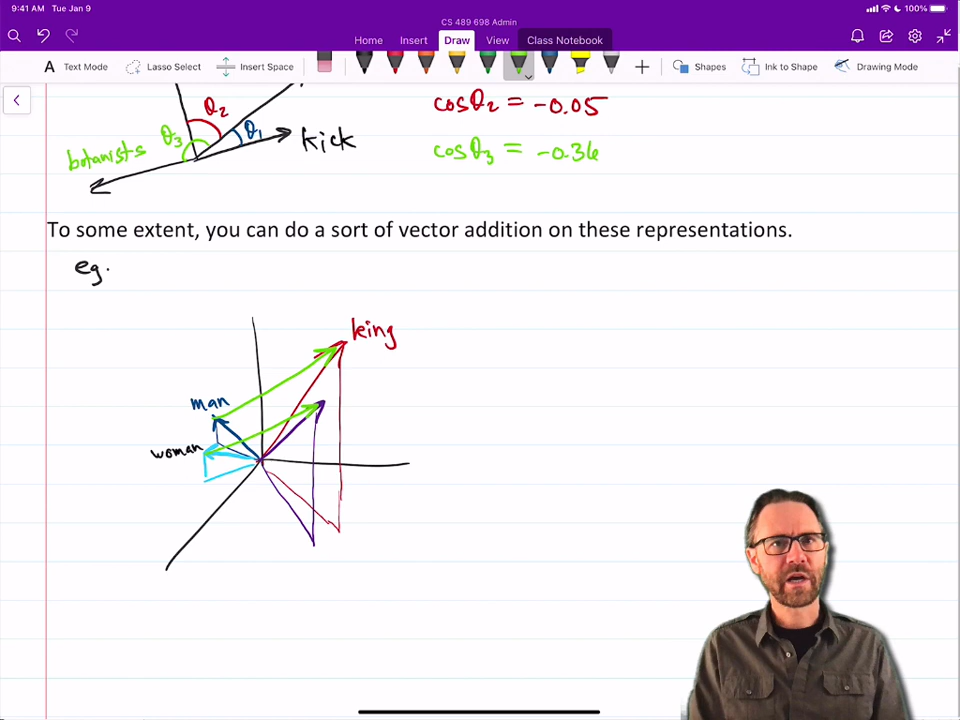 9:41 AM Tue Jan 9
100%
CS 489 698 Admin
Home Insert Draw View Class Notebook
A Text Mode Lasso Select Insert Space Shapes Ink to Shape Drawing Mode
θ₂
cosθ₂ = -0.05
θ₃ θ₁ kick
botanists
cosθ₃ = -0.36
To some extent, you can do a sort of vector addition on these representations.
eg.
king
man
woman